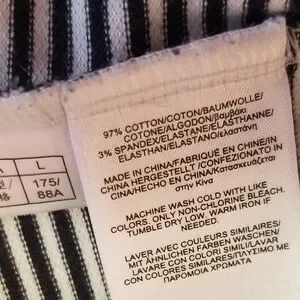 97% COTTON/COTON/BAUMWOLLE/
COTONE/ALGODON/βαμβάκι
3% SPANDEX/ELASTANE/ELASTHANNE/
ELASTHAN/ELASTANO/ελαστάνη
MADE IN CHINA/FABRIQUÉ EN CHINE/IN
CHINA HERGESTELLT/CONFEZIONATO IN
CINA/HECHO EN CHINA/Κατασκευάζεται
στην Κίνα
MACHINE WASH COLD WITH LIKE
COLORS. ONLY NON-CHLORINE BLEACH.
TUMBLE DRY LOW. WARM IRON IF
NEEDED.
LAVER AVEC COULEURS SIMILAIRES/
MIT ÄHNLICHEN FARBEN WASCHEN/
LAVARE CON COLORI SIMILI/LAVAR
CON COLORES SIMILARES/ΜΕ
ΠΑΡΟΜΟΙΑ ΧΡΩΜΑΤΑ
A
L
175/
88A